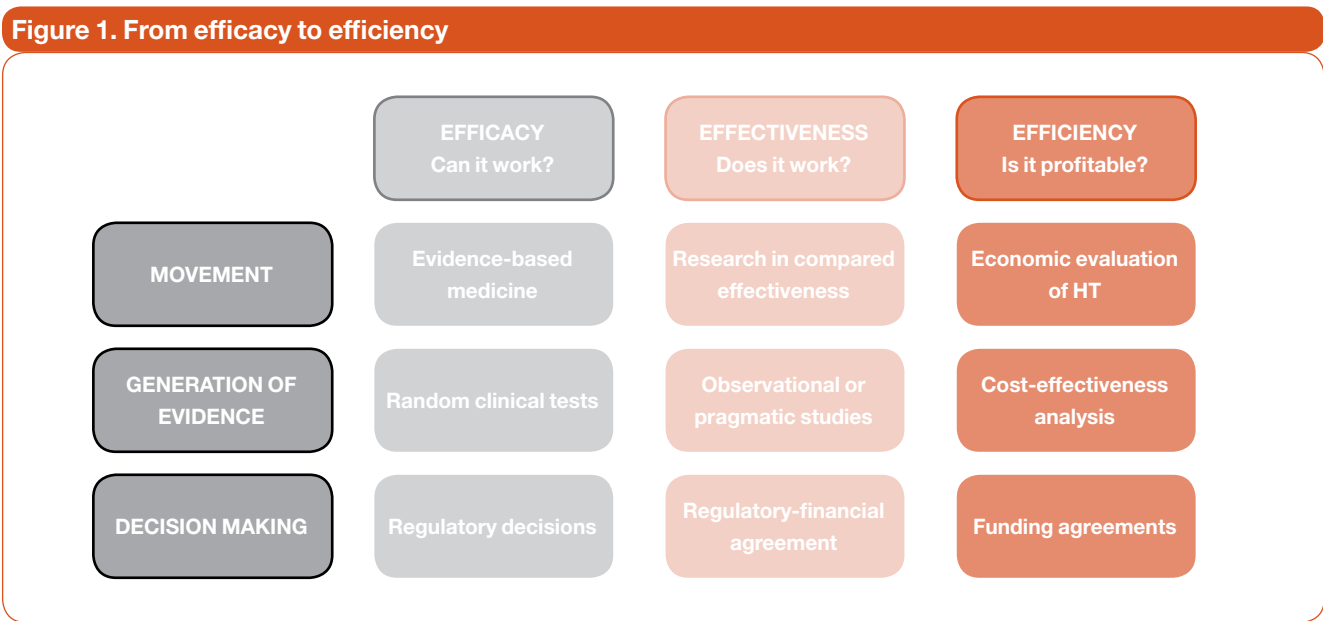 Figure 1. From efficacy to efficiency
EFFICACY
Can it work?
EFFECTIVENESS
Does it work?
EFFICIENCY
Is it profitable?
MOVEMENT
Evidence-based
medicine
Research in compared
effectiveness
Economic evaluation
of HT
GENERATION OF
EVIDENCE
Random clinical tests
Observational or
pragmatic studies
Cost-effectiveness
analysis
DECISION MAKING
Regulatory decisions
Regulatory-financial
agreement
Funding agreements